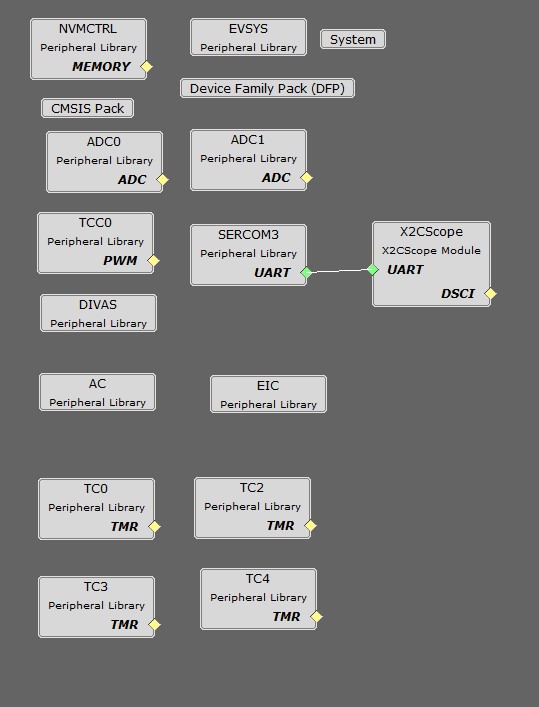 NVMCTRL
Peripheral Library
MEMORY
EVSYS
Peripheral Library
System
Device Family Pack (DFP)
CMSIS Pack
ADC0
Peripheral Library
ADC
ADC1
Peripheral Library
ADC
TCC0
Peripheral Library
PWM
SERCOM3
Peripheral Library
UART
X2CScope
X2CScope Module
UART
DSCI
DIVAS
Peripheral Library
AC
Peripheral Library
EIC
Peripheral Library
TC0
Peripheral Library
TMR
TC2
Peripheral Library
TMR
TC3
Peripheral Library
TMR
TC4
Peripheral Library
TMR